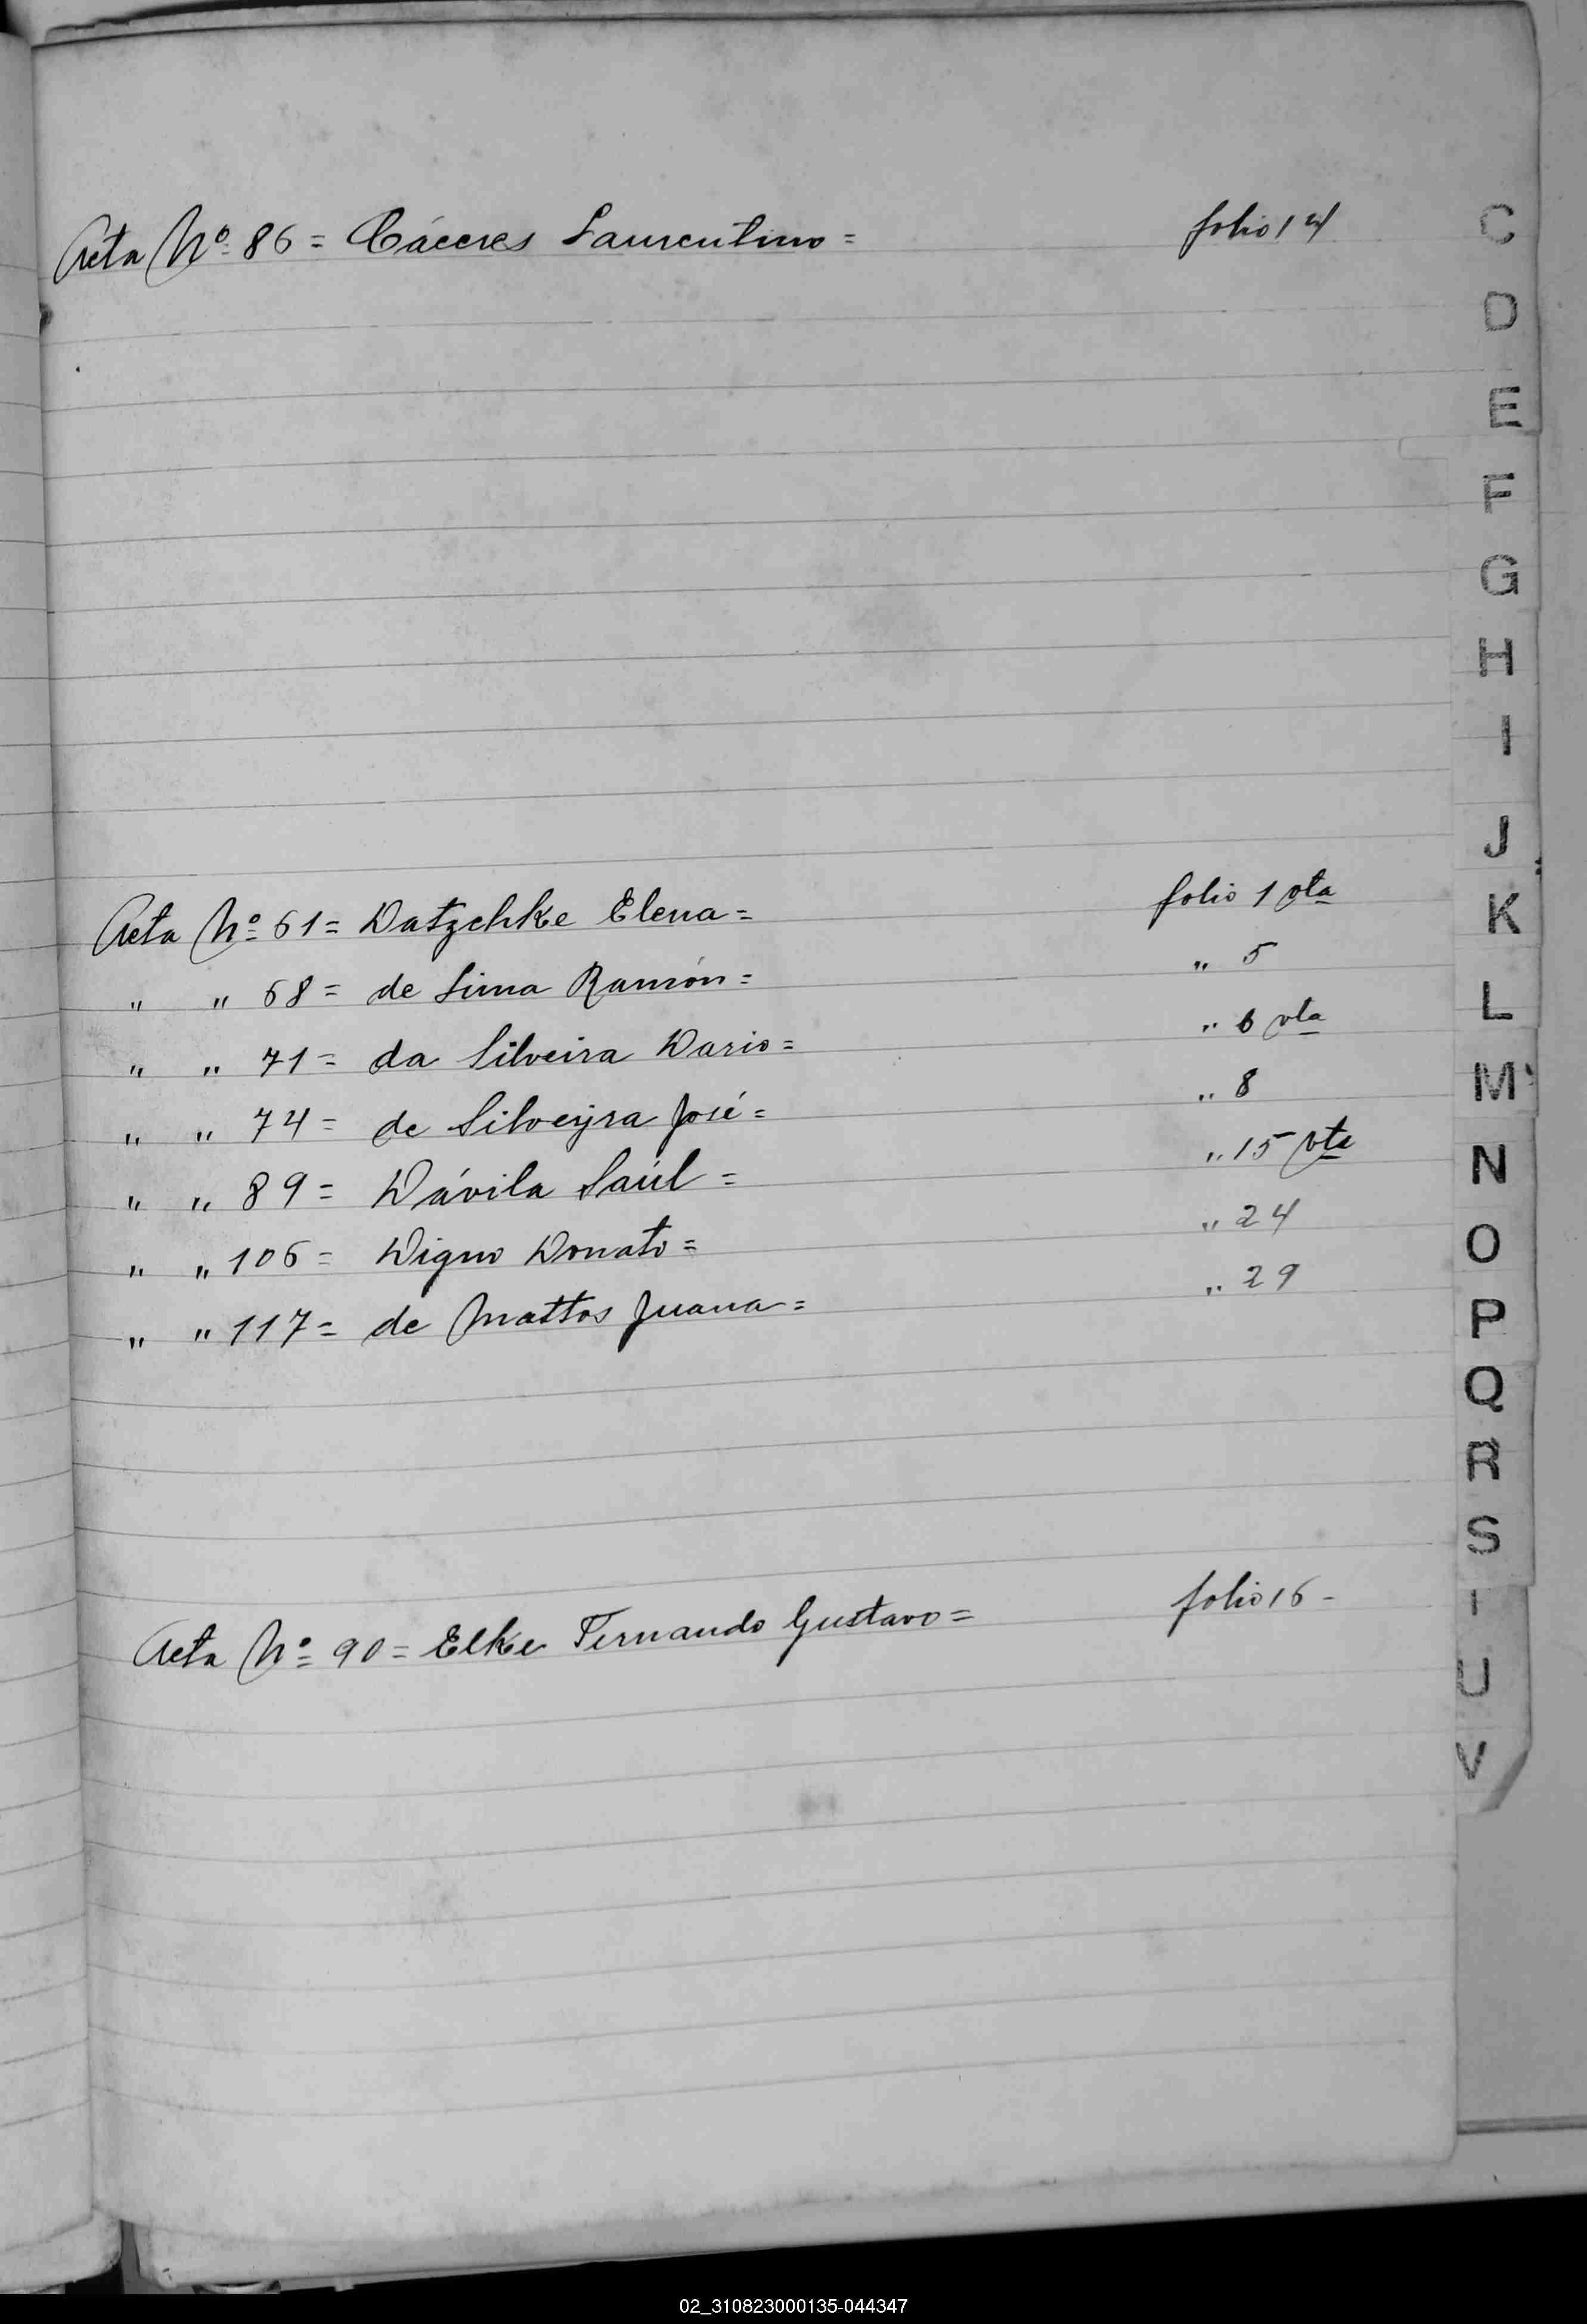 Acta Nº 86 = Cáceres Laurentino = folio 14
Acta Nº 61 = Datzchke Elena = folio 1 vta
" " 68 = de Lima Ramón = " 5
" " 71 = da Silveira Dario = " 6 vta
" " 74 = de Silveyra José = " 8
" " 89 = Dávila Saúl = " 15 vta
" " 106 = Digno Donato = " 24
" " 117 = de Mattos Juana = " 29
Acta Nº 90 = Elke Fernando Gustavo = folio 16 -
C
D
E
F
G
H
I
J
K
L
M
N
O
P
Q
R
S
U
V
02_310823000135-044347